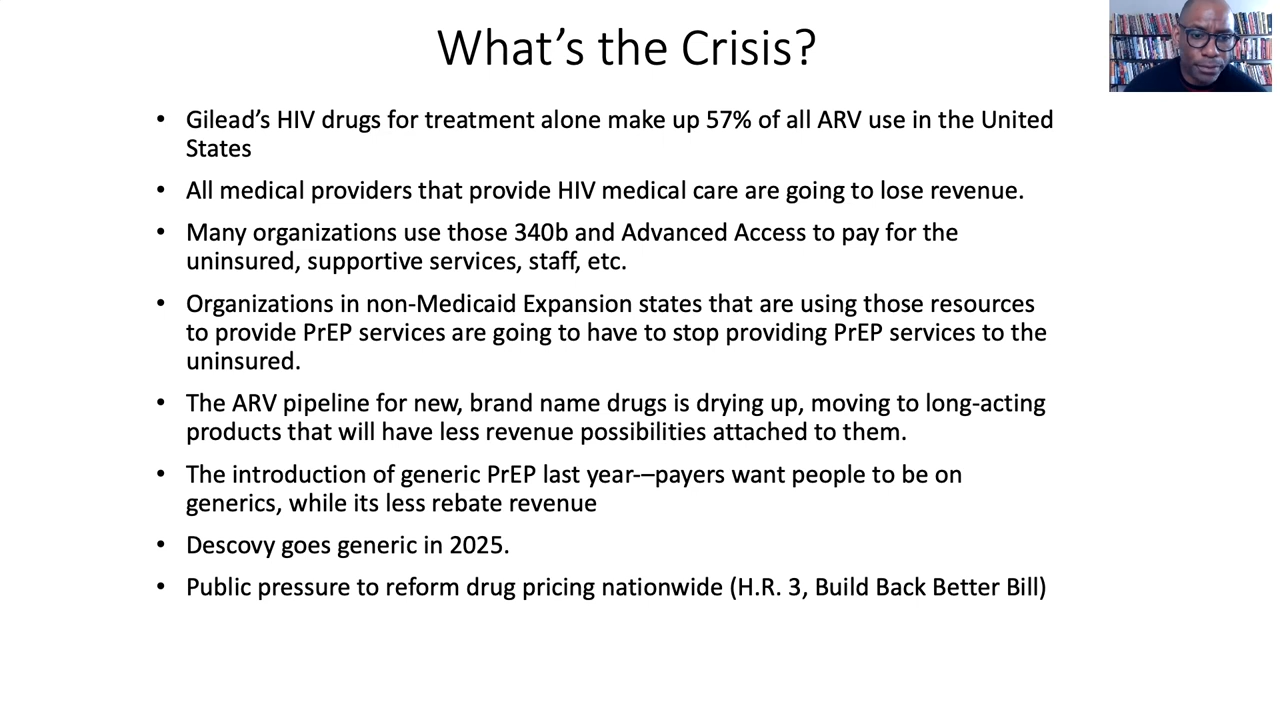 What’s the Crisis?
• Gilead’s HIV drugs for treatment alone make up 57% of all ARV use in the United
States
• All medical providers that provide HIV medical care are going to lose revenue.
• Many organizations use those 340b and Advanced Access to pay for the
uninsured, supportive services, staff, etc.
• Organizations in non-Medicaid Expansion states that are using those resources
to provide PrEP services are going to have to stop providing PrEP services to the
uninsured.
• The ARV pipeline for new, brand name drugs is drying up, moving to long-acting
products that will have less revenue possibilities attached to them.
• The introduction of generic PrEP last year-–payers want people to be on
generics, while its less rebate revenue
• Descovy goes generic in 2025.
• Public pressure to reform drug pricing nationwide (H.R. 3, Build Back Better Bill)